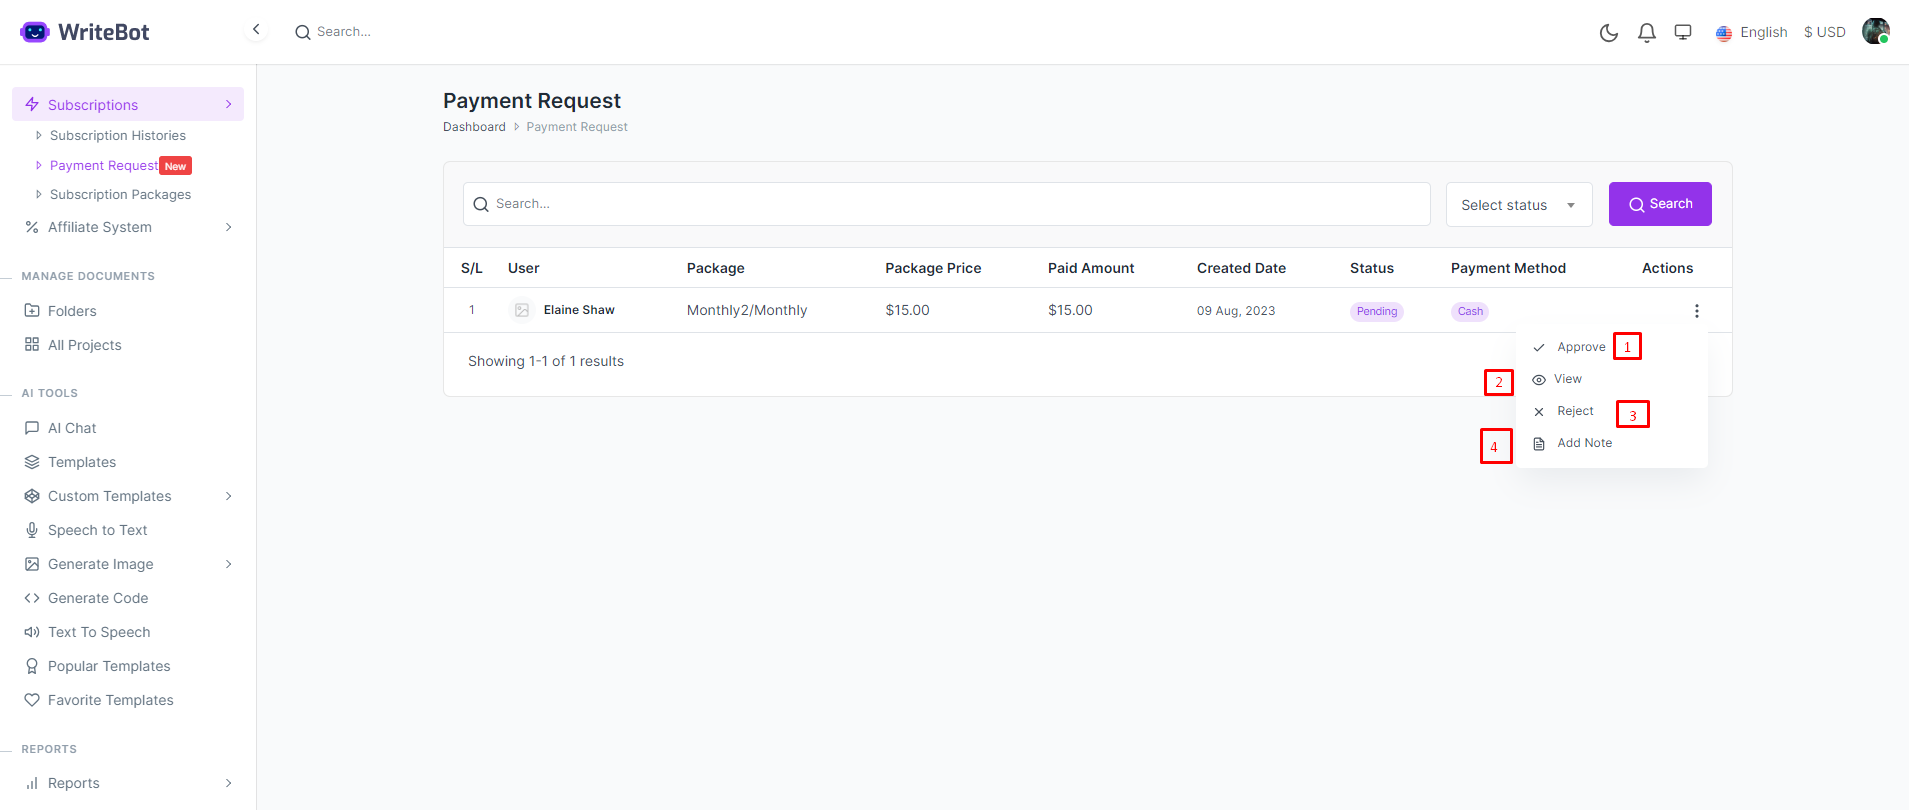 WriteBot
Search...
English
$ USD
Subscriptions
Subscription Histories
Payment Request New
Subscription Packages
Affiliate System
MANAGE DOCUMENTS
Folders
All Projects
AI TOOLS
AI Chat
Templates
Custom Templates
Speech to Text
Generate Image
Generate Code
Text To Speech
Popular Templates
Favorite Templates
REPORTS
Reports
Payment Request
Dashboard Payment Request
Search...
Select status
Search
S/L User Package Package Price Paid Amount Created Date Status Payment Method Actions
1 Elaine Shaw Monthly2/Monthly $15.00 $15.00 09 Aug, 2023 Pending Cash
Showing 1-1 of 1 results
Approve 1
2 View
Reject 3
4 Add Note